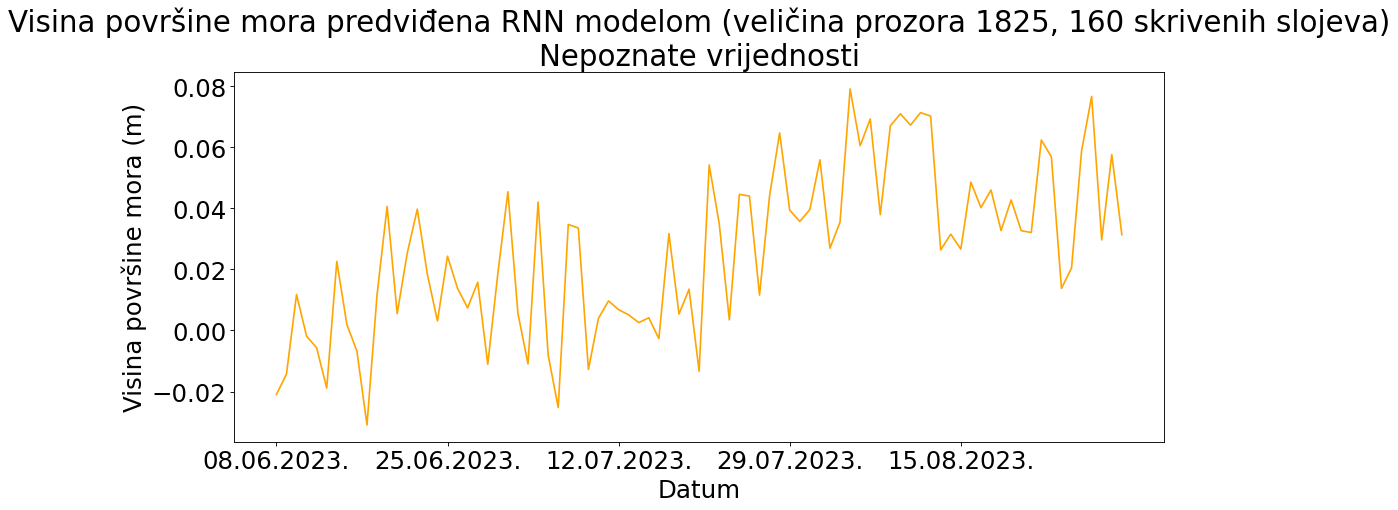 Visina površine mora predviđena RNN modelom (veličina prozora 1825, 160 skrivenih slojeva)
Nepoznate vrijednosti
Visina površine mora (m)
0.08
0.06
0.04
0.02
0.00
−0.02
08.06.2023. 25.06.2023. 12.07.2023. 29.07.2023. 15.08.2023.
Datum